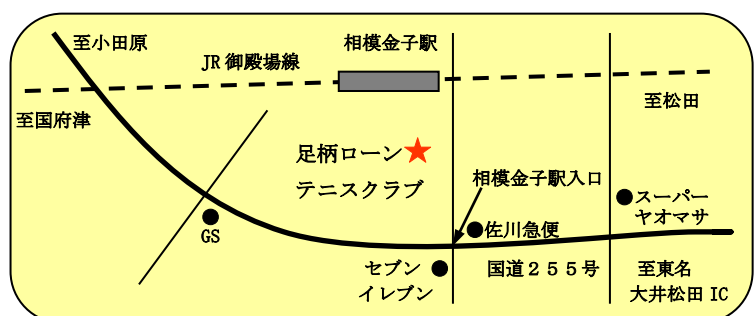 至小田原
相模金子駅
JR 御殿場線
至松田
至国府津
足柄ローン
テニスクラブ
相模金子駅入口
スーパー
ヤオマサ
佐川急便
GS
セブン
イレブン
国道２５５号
至東名
大井松田 IC